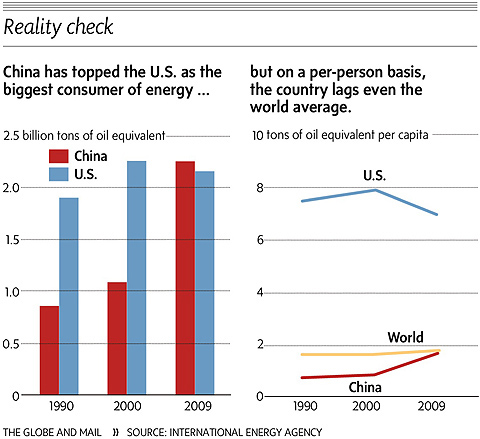 Reality check
China has topped the U.S. as the
biggest consumer of energy ...
2.5 billion tons of oil equivalent
China
U.S.
2.0
1.5
1.0
0.5
0
1990
2000
2009
but on a per-person basis,
the country lags even the
world average.
10 tons of oil equivalent per capita
U.S.
8
6
4
World
2
China
0
1990
2000
2009
THE GLOBE AND MAIL ⟫ SOURCE: INTERNATIONAL ENERGY AGENCY